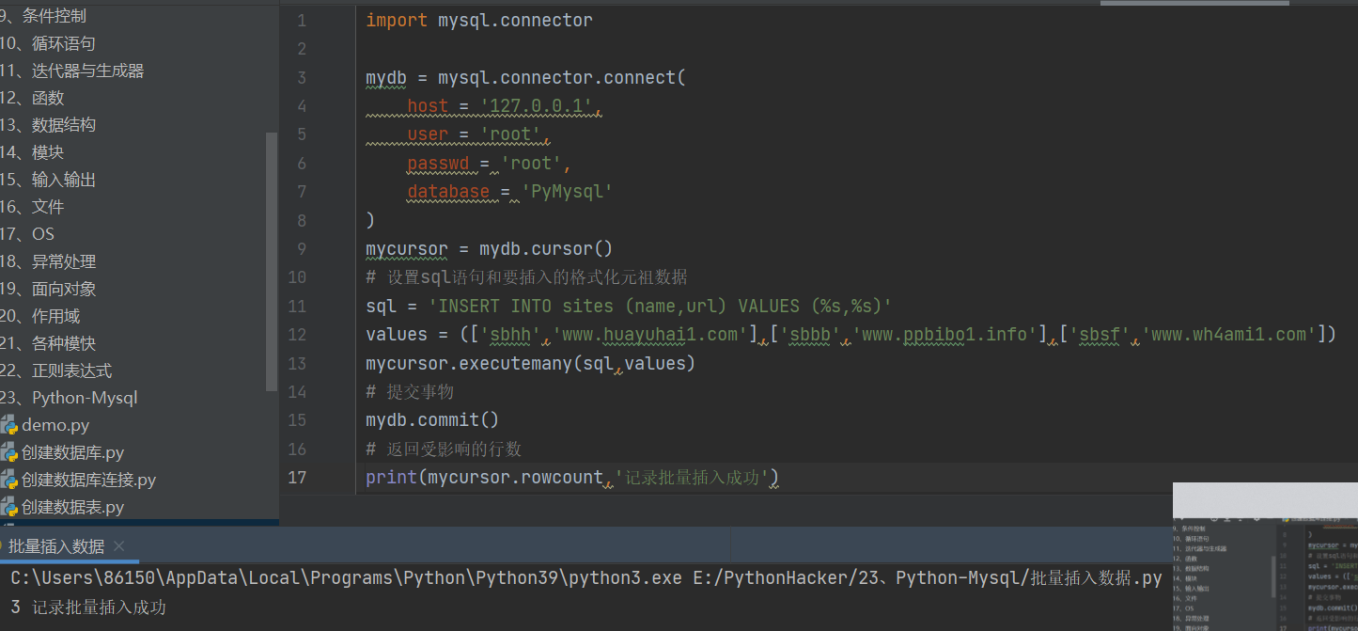 9、条件控制
10、循环语句
11、迭代器与生成器
12、函数
13、数据结构
14、模块
15、输入输出
16、文件
17、OS
18、异常处理
19、面向对象
20、作用域
21、各种模快
22、正则表达式
23、Python-Mysql
demo.py
创建数据库.py
创建数据库连接.py
创建数据表.py
1 import mysql.connector
2
3 mydb = mysql.connector.connect(
4 host = '127.0.0.1',
5 user = 'root',
6 passwd = 'root',
7 database = 'PyMysql'
8 )
9 mycursor = mydb.cursor()
10 # 设置sql语句和要插入的格式化元祖数据
11 sql = 'INSERT INTO sites (name,url) VALUES (%s,%s)'
12 values = (['sbhh','www.huayuhai1.com'],['sbbb','www.ppbibo1.info'],['sbsf','www.wh4ami1.com'])
13 mycursor.executemany(sql,values)
14 # 提交事物
15 mydb.commit()
16 # 返回受影响的行数
17 print(mycursor.rowcount,'记录批量插入成功')
批量插入数据
C:\Users\86150\AppData\Local\Programs\Python\Python39\python3.exe E:/PythonHacker/23、Python-Mysql/批量插入数据.py
3 记录批量插入成功